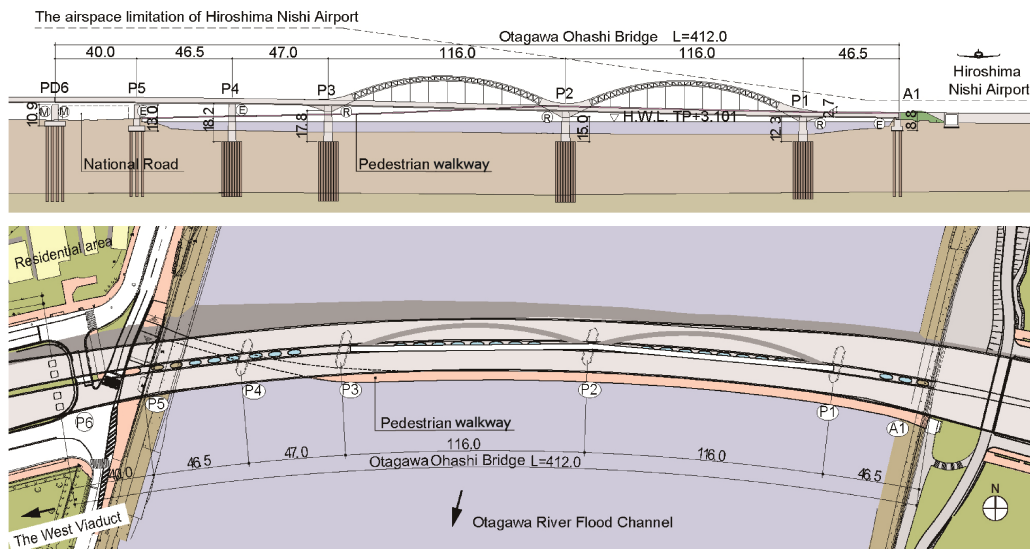 The airspace limitation of Hiroshima Nishi Airport
Otagawa Ohashi Bridge L=412.0
40.0 46.5 47.0 116.0 116.0 46.5
Hiroshima
Nishi Airport
PD6 P5 P4 P3 P2 P1 A1
M M E E R R R E
10.9 13.0 18.2 17.8 15.0 12.3 2.7 8.8
H.W.L. TP+3.101
National Road
Pedestrian walkway
Residential area
P6 P5 P4 P3 P2 P1 A1
Pedestrian walkway
40.0 46.5 47.0 116.0 116.0 46.5
Otagawa Ohashi Bridge L=412.0
The West Viaduct
Otagawa River Flood Channel
N